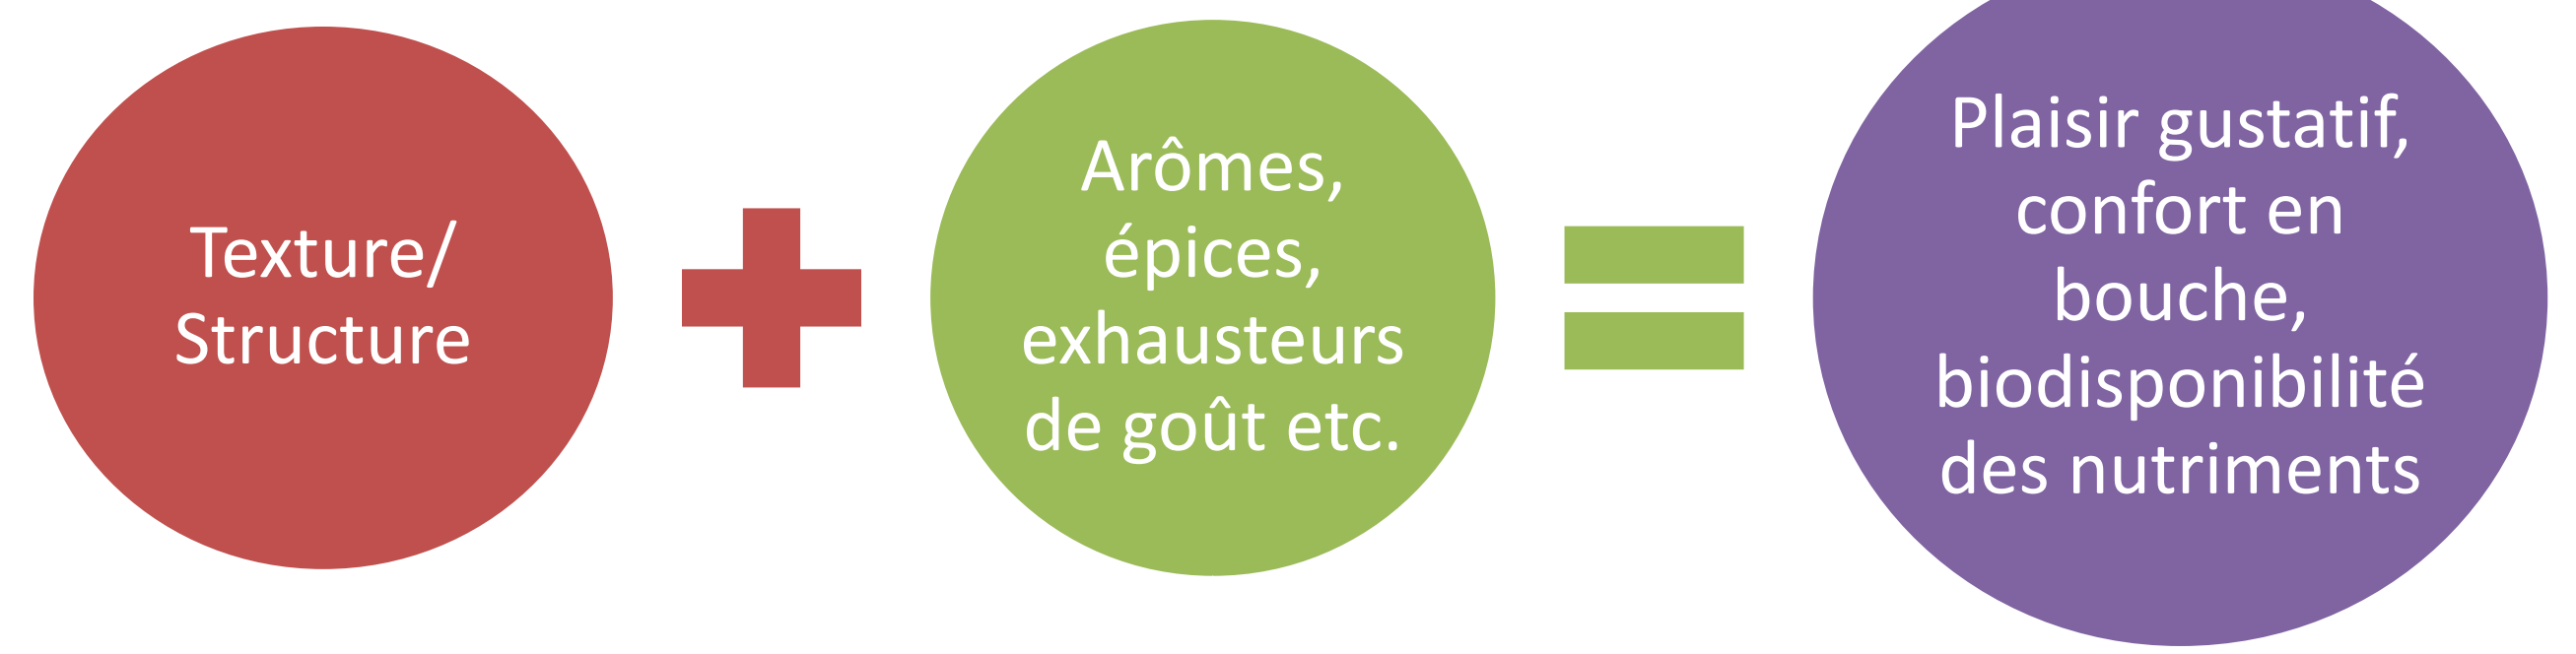 Texture/
Structure
Arômes,
épices,
exhausteurs
de goût etc.
Plaisir gustatif,
confort en
bouche,
biodisponibilité
des nutriments